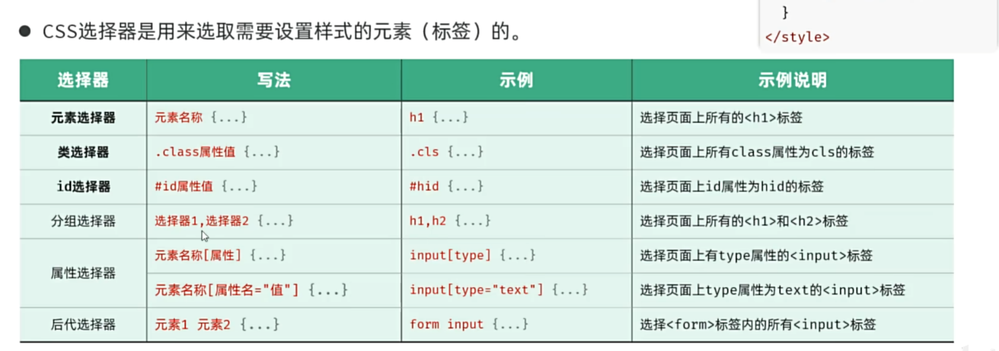 }
</style>
● CSS选择器是用来选取需要设置样式的元素（标签）的。
选择器 写法 示例 示例说明
元素选择器 元素名称 {...} h1 {...} 选择页面上所有的<h1>标签
类选择器 .class属性值 {...} .cls {...} 选择页面上所有class属性为cls的标签
id选择器 #id属性值 {...} #hid {...} 选择页面上id属性为hid的标签
分组选择器 选择器1,选择器2 {...} h1,h2 {...} 选择页面上所有的<h1>和<h2>标签
属性选择器 元素名称[属性] {...} input[type] {...} 选择页面上有type属性的<input>标签
元素名称[属性名="值"] {...} input[type="text"] {...} 选择页面上type属性为text的<input>标签
后代选择器 元素1 元素2 {...} form input {...} 选择<form>标签内的所有<input>标签